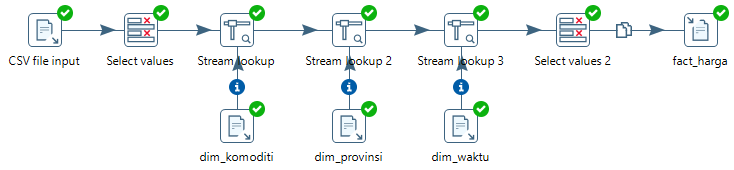 CSV file input
Select values
Stream lookup
Stream lookup 2
Stream lookup 3
Select values 2
fact_harga
dim_komoditi
dim_provinsi
dim_waktu